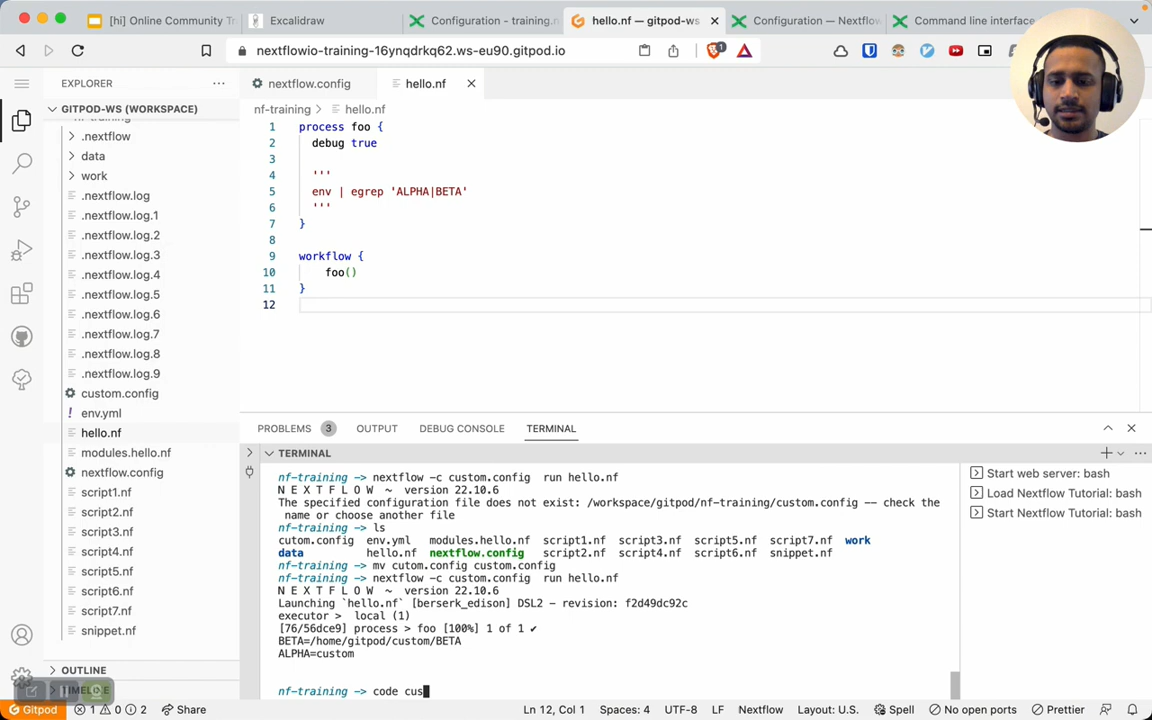 [hi] Online Community Tr
Excalidraw
Configuration - training.n
hello.nf — gitpod-ws
Configuration — Nextflow
Command line interface
nextflowio-training-16ynqdrkq62.ws-eu90.gitpod.io
1
EXPLORER
nextflow.config
hello.nf
GITPOD-WS (WORKSPACE)
nf-training > hello.nf
nf-training
.nextflow
data
work
.nextflow.log
.nextflow.log.1
.nextflow.log.2
.nextflow.log.3
.nextflow.log.4
.nextflow.log.5
.nextflow.log.6
.nextflow.log.7
.nextflow.log.8
.nextflow.log.9
custom.config
env.yml
hello.nf
modules.hello.nf
nextflow.config
script1.nf
script2.nf
script3.nf
script4.nf
script5.nf
script6.nf
script7.nf
snippet.nf
OUTLINE
TIMELINE
1 process foo {
2 debug true
3
4 '''
5 env | egrep 'ALPHA|BETA'
6 '''
7 }
8
9 workflow {
10 foo()
11 }
12
PROBLEMS 3 OUTPUT DEBUG CONSOLE TERMINAL
TERMINAL
nf-training -> nextflow -c custom.config run hello.nf
N E X T F L O W ~ version 22.10.6
The specified configuration file does not exist: /workspace/gitpod/nf-training/custom.config -- check the
name or choose another file
nf-training -> ls
cutom.config env.yml modules.hello.nf script1.nf script3.nf script5.nf script7.nf work
data hello.nf nextflow.config script2.nf script4.nf script6.nf snippet.nf
nf-training -> mv cutom.config custom.config
nf-training -> nextflow -c custom.config run hello.nf
N E X T F L O W ~ version 22.10.6
Launching `hello.nf` [berserk_edison] DSL2 - revision: f2d49dc92c
executor > local (1)
[76/56dce9] process > foo [100%] 1 of 1 ✔
BETA=/home/gitpod/custom/BETA
ALPHA=custom
nf-training -> code cus
Start web server: bash
Load Nextflow Tutorial: bash
Start Nextflow Tutorial: bash
Gitpod 1 0 2 Share Ln 12, Col 1 Spaces: 4 UTF-8 LF Nextflow Layout: U.S. Spell No open ports Prettier